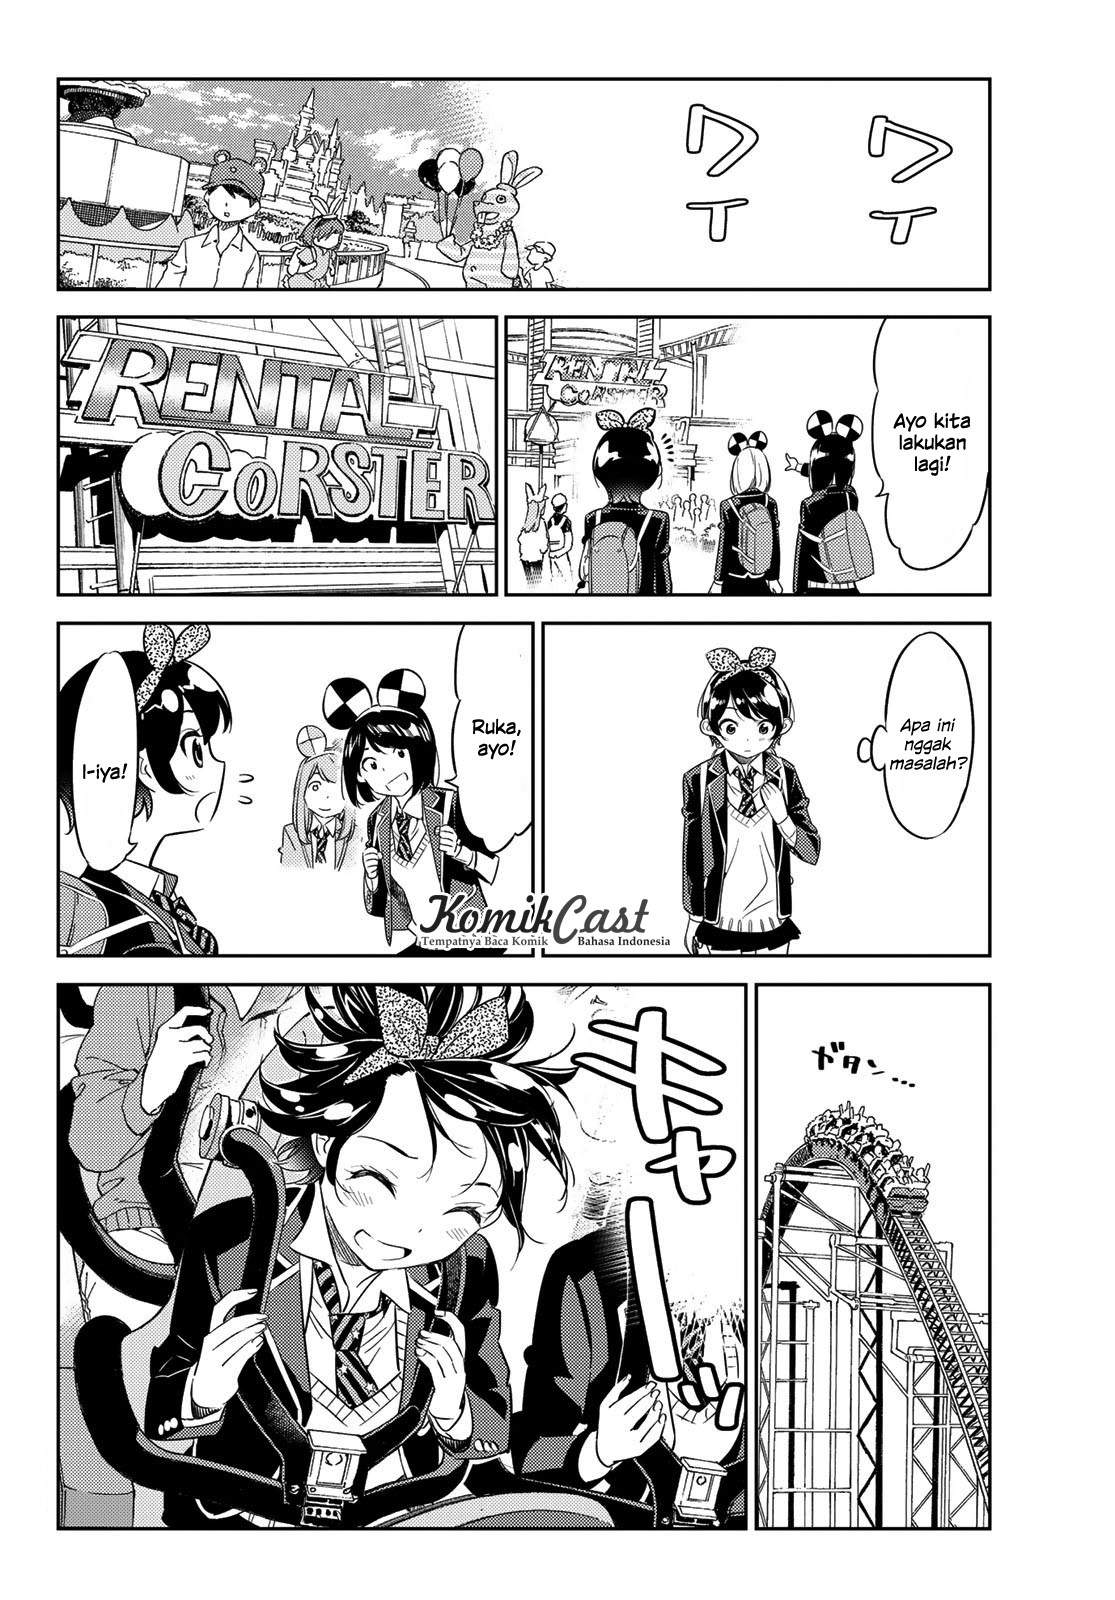 ワイ
ワイ
Ayo kita
lakukan
lagi!
RENTAL
CORSTER
RENTAL
CORSTER
Apa ini
nggak
masalah?
Ruka,
ayo!
I-iya!
KomikCast
Tempatnya Baca Komik Bahasa Indonesia
ガタン...
キャーッ